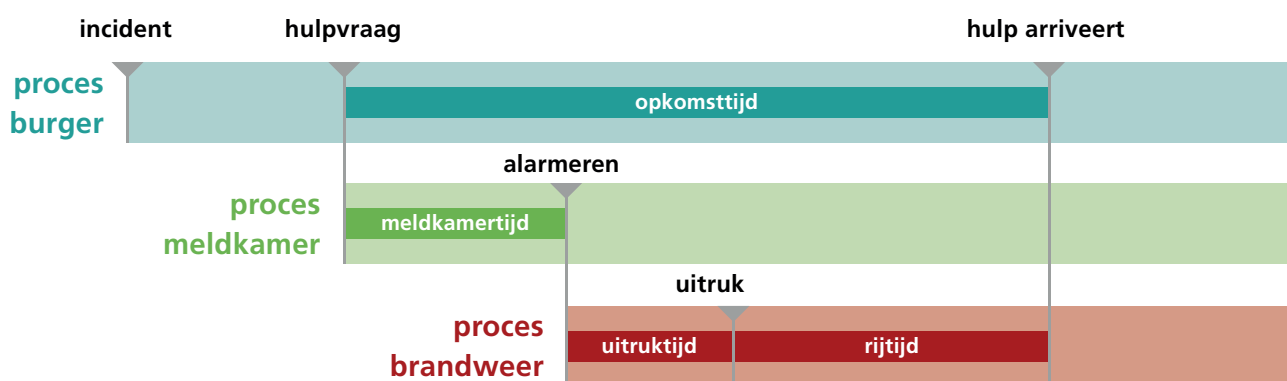 incident hulpvraag hulp arriveert
proces
burger
opkomsttijd
alarmeren
proces
meldkamer
meldkamertijd
uitruk
proces
brandweer
uitruktijd rijtijd